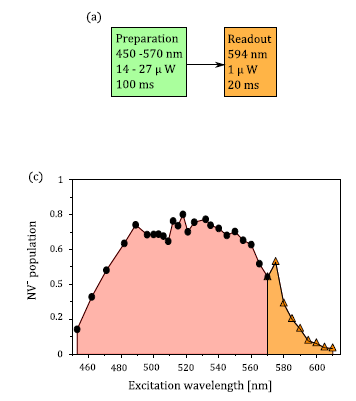 (a)
Preparation
450 -570 nm
14 - 27 μ W
100 ms
Readout
594 nm
1 μ W
20 ms
(c)
1
0.8
0.6
0.5
0.2
0
NV⁻ population
460 480 500 520 540 560 580 600
Excitation wavelength [nm]